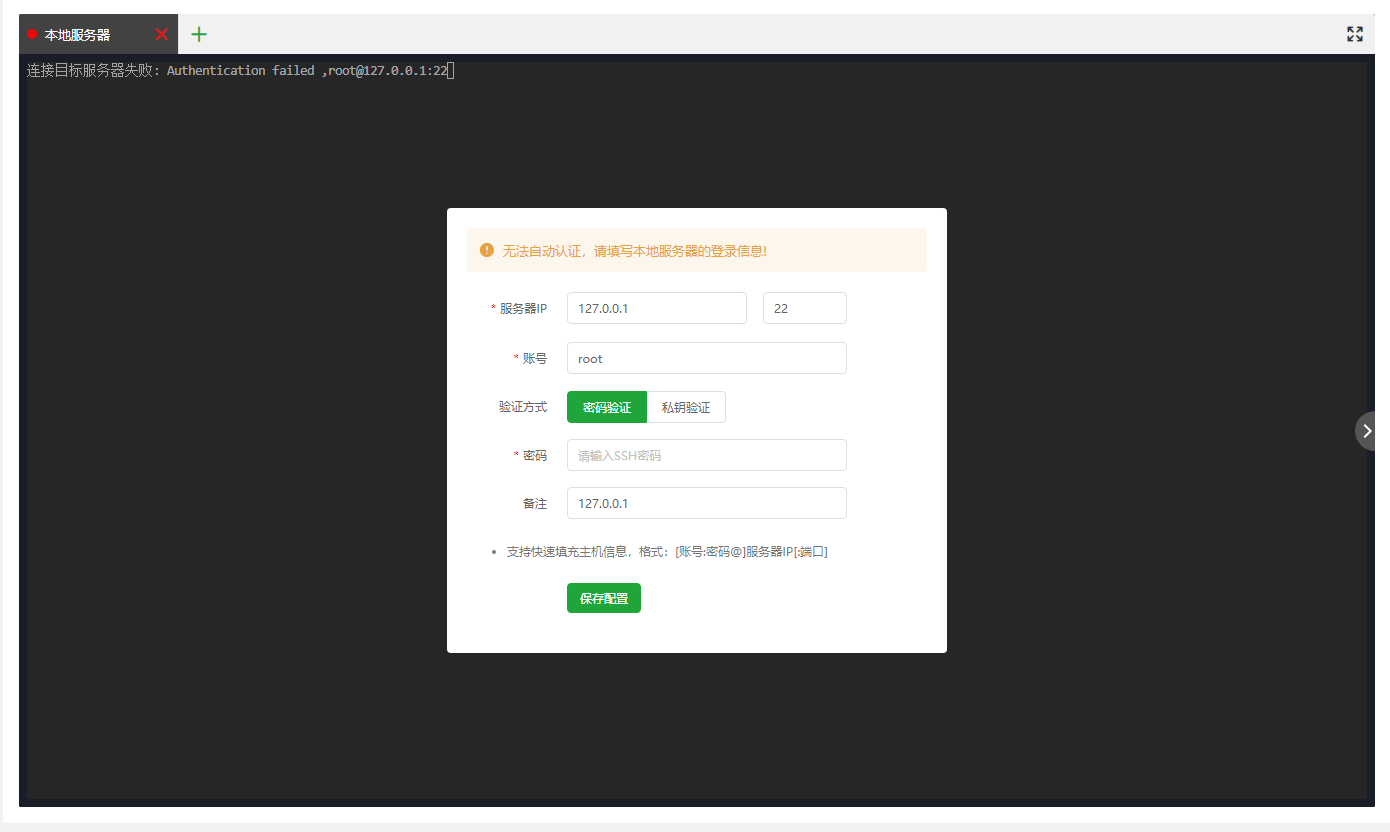 本地服务器
连接目标服务器失败: Authentication failed ,root@127.0.0.1:22
无法自动认证，请填写本地服务器的登录信息!
* 服务器IP 127.0.0.1 22
* 账号 root
验证方式 密码验证 私钥验证
* 密码 请输入SSH密码
备注 127.0.0.1
• 支持快速填充主机信息，格式：[账号:密码@]服务器IP[:端口]
保存配置